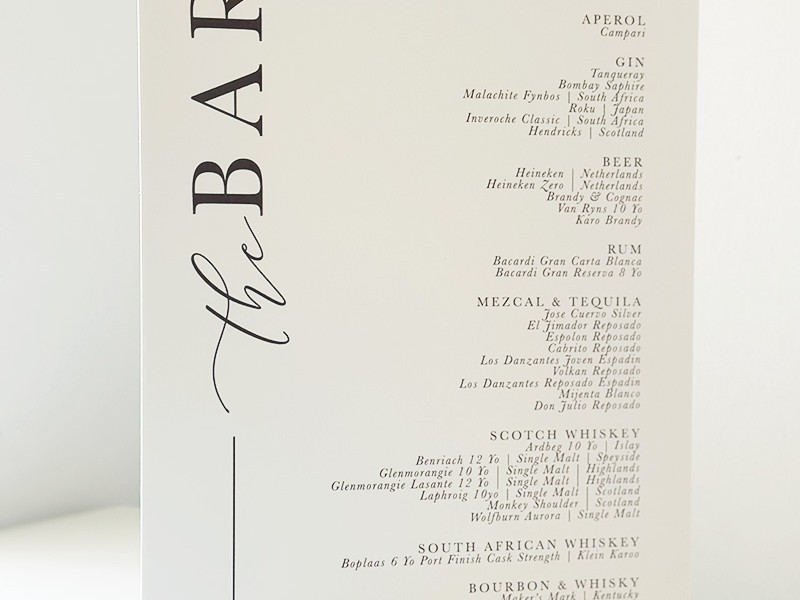 the BAR
APEROL
Campari
GIN
Tanqueray
Bombay Saphire
Malachite Fynbos | South Africa
Roku | Japan
Inveroche Classic | South Africa
Hendricks | Scotland
BEER
Heineken | Netherlands
Heineken Zero | Netherlands
Brandy & Cognac
Van Ryns 10 Yo
Karo Brandy
RUM
Bacardi Gran Carta Blanca
Bacardi Gran Reserva 8 Yo
MEZCAL & TEQUILA
Jose Cuervo Silver
El Jimador Reposado
Espolon Reposado
Cabrito Reposado
Los Danzantes Joven Espadin
Volkan Reposado
Los Danzantes Reposado Espadin
Mijenta Blanco
Don Julio Reposado
SCOTCH WHISKEY
Ardbeg 10 Yo | Islay
Benriach 12 Yo | Single Malt | Speyside
Glenmorangie 10 Yo | Single Malt | Highlands
Glenmorangie Lasante 12 Yo | Single Malt | Highlands
Laphroig 10yo | Single Malt | Scotland
Monkey Shoulder | Scotland
Wolfburn Aurora | Single Malt
SOUTH AFRICAN WHISKEY
Boplaas 6 Yo Port Finish Cask Strength | Klein Karoo
BOURBON & WHISKY
Maker's Mark | Kentucky